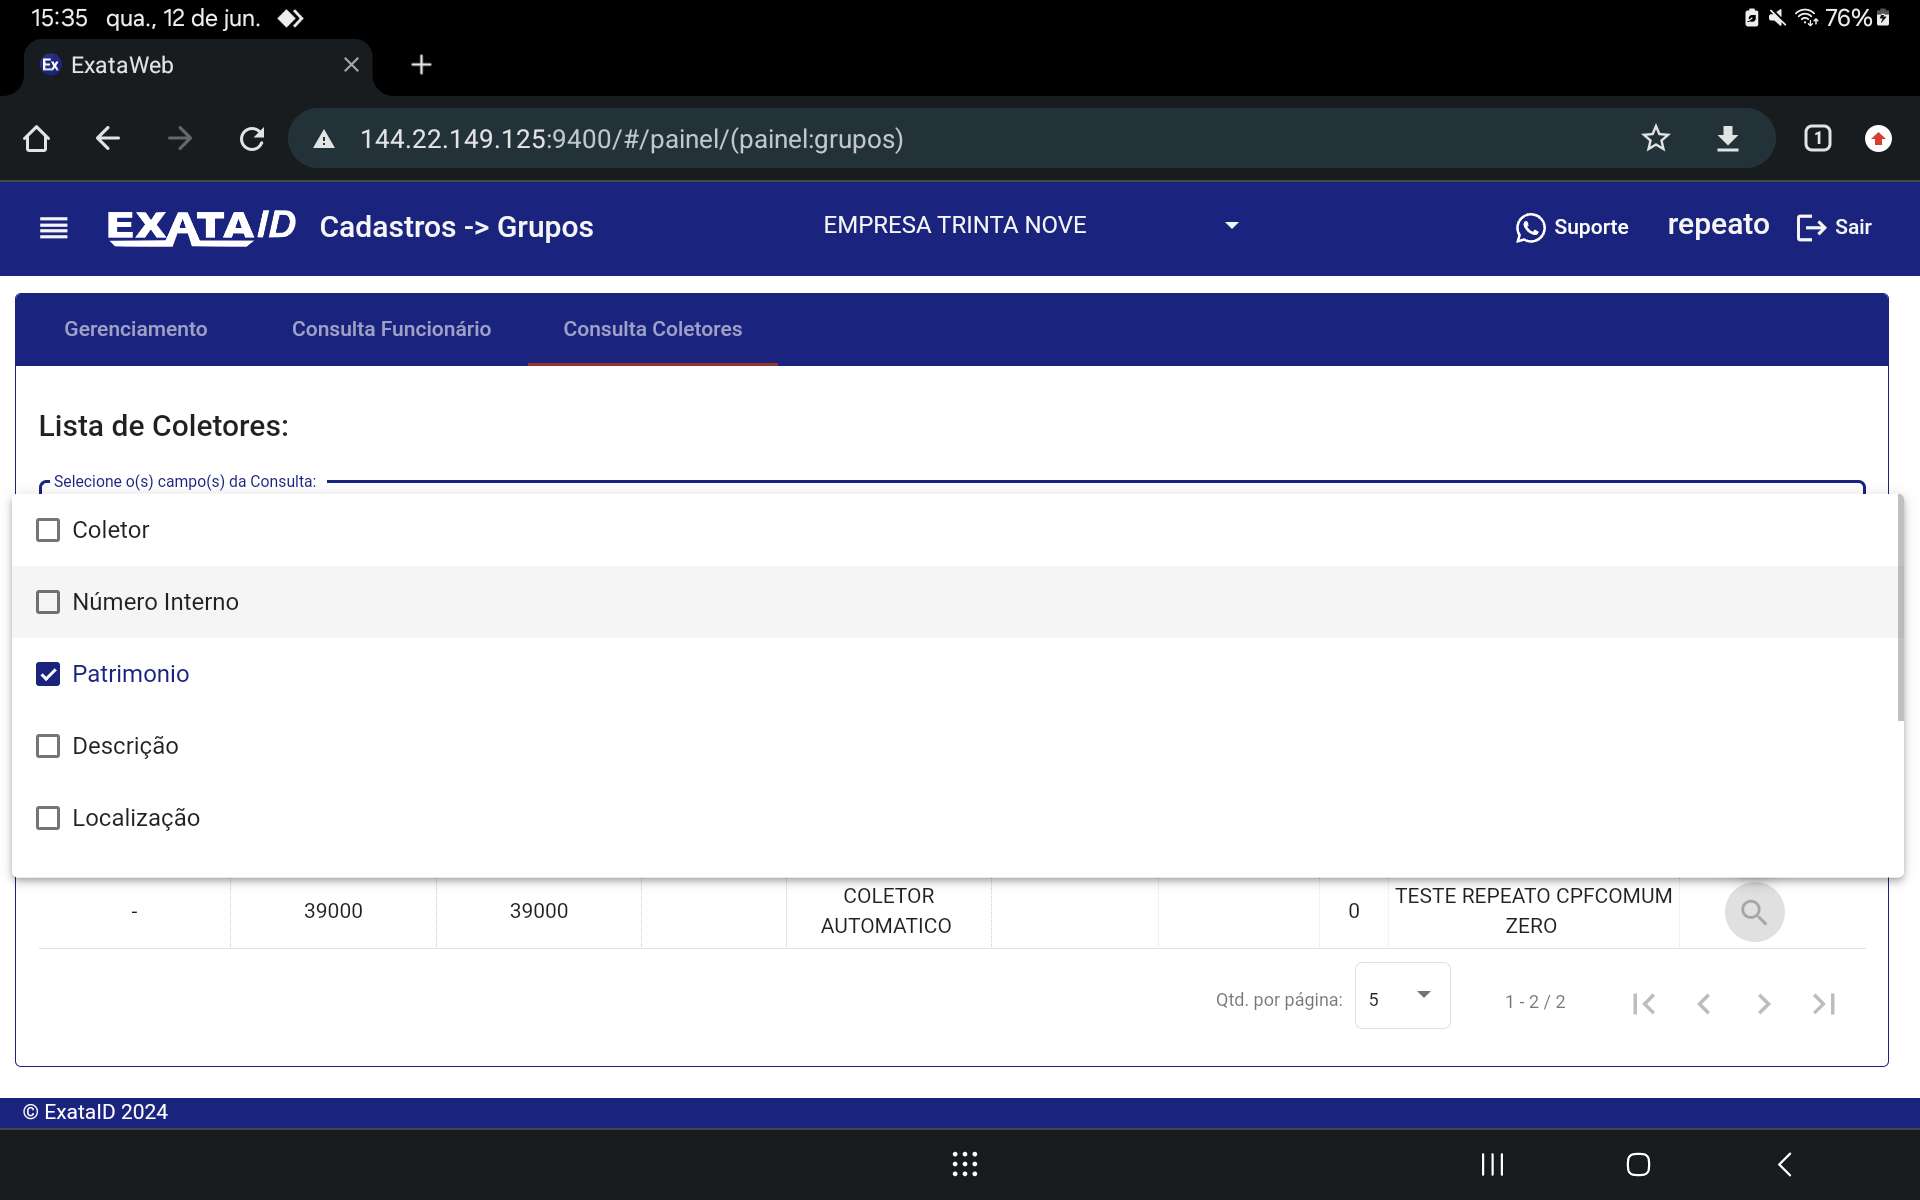 15:35 qua., 12 de jun. 76%
Ex ExataWeb
144.22.149.125:9400/#/painel/(painel:grupos) 1
EXATAID Cadastros -> Grupos EMPRESA TRINTA NOVE Suporte repeato Sair
Gerenciamento Consulta Funcionário Consulta Coletores
Lista de Coletores:
Selecione o(s) campo(s) da Consulta:
Coletor
Número Interno
Patrimonio
Descrição
Localização
- 39000 39000 COLETOR AUTOMATICO 0 TESTE REPEATO CPFCOMUM ZERO
Qtd. por página: 5 1 - 2 / 2
© ExataID 2024